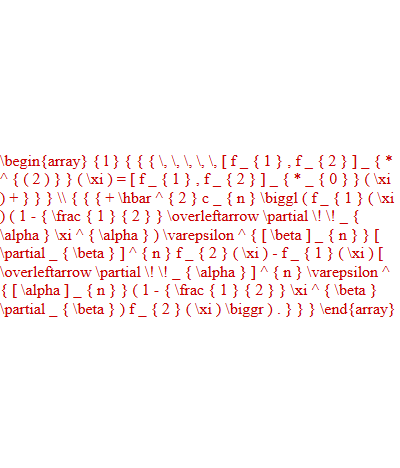 \begin{array} {1} { { { \, \, \, \, \, [ f _ { 1 } , f _ { 2 } ] _ { *
^ { ( 2 ) } } ( \xi ) = [ f _ { 1 } , f _ { 2 } ] _ { * _ { 0 } } ( \xi
) + } } } \\ { { { + \hbar ^ { 2 } c _ { n } \biggl ( f _ { 1 } ( \xi
) ( 1 - { \frac { 1 } { 2 } } \overleftarrow \partial \! \! _ {
\alpha } \xi ^ { \alpha } ) \varepsilon ^ { [ \beta ] _ { n } } [
\partial _ { \beta } ] ^ { n } f _ { 2 } ( \xi ) - f _ { 1 } ( \xi ) [
\overleftarrow \partial \! \! _ { \alpha } ] ^ { n } \varepsilon ^
{ [ \alpha ] _ { n } } ( 1 - { \frac { 1 } { 2 } } \xi ^ { \beta }
\partial _ { \beta } ) f _ { 2 } ( \xi ) \biggr ) . } } } \end{array}